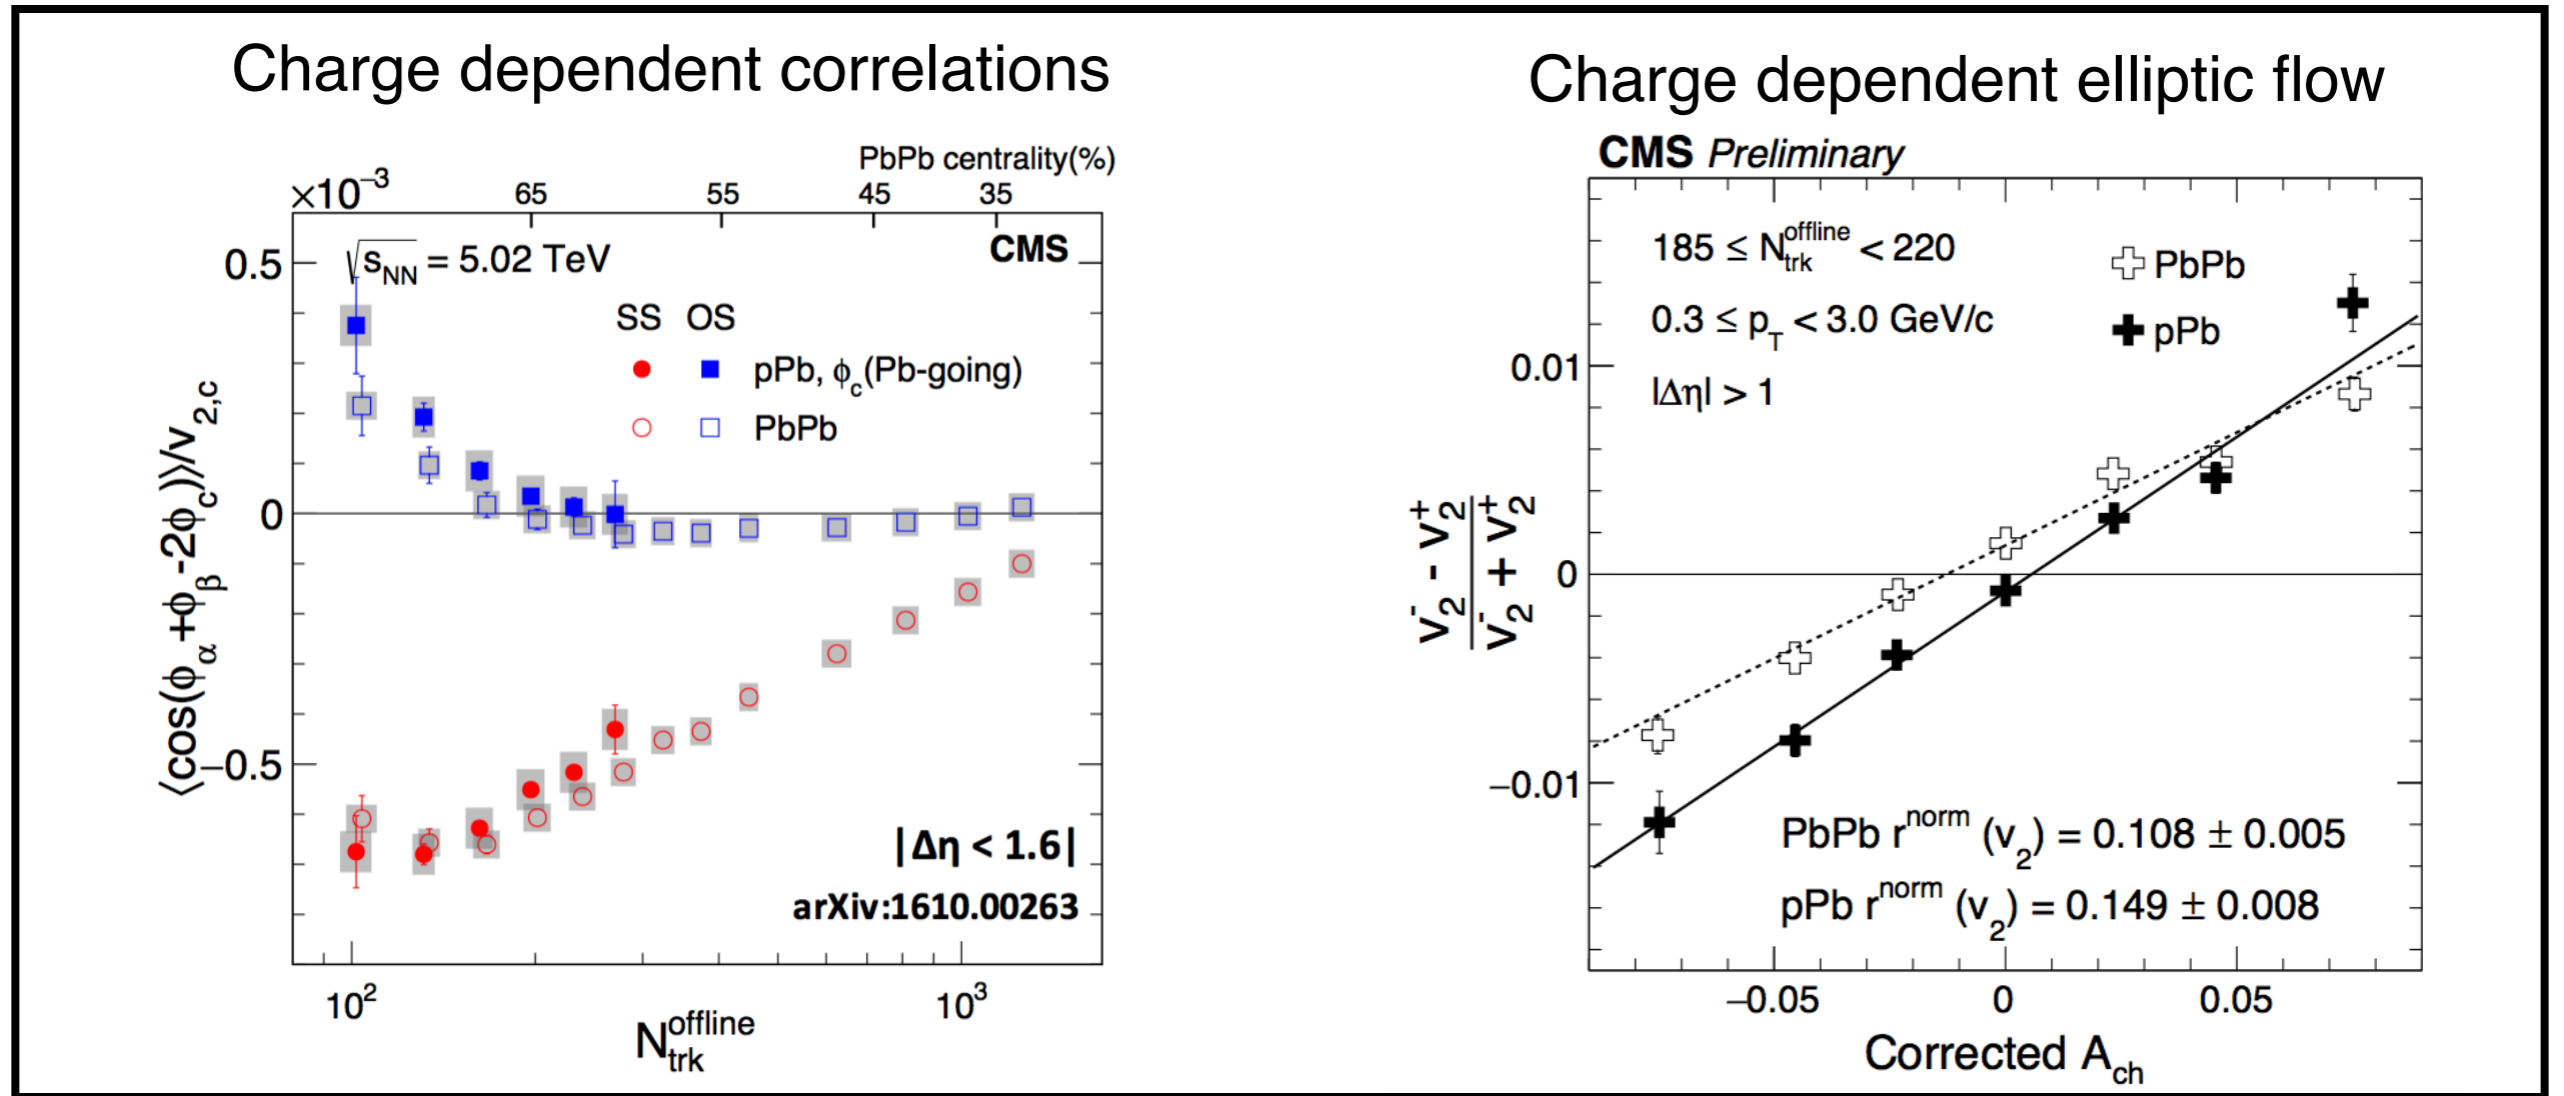 Charge dependent correlations
PbPb centrality(%)
×10⁻³
65 55 45 35
√sNN = 5.02 TeV
CMS
SS OS
pPb, ϕc(Pb-going)
PbPb
0.5
0
−0.5
⟨cos(ϕα+ϕβ-2ϕc)⟩/v2,c
|Δη < 1.6|
arXiv:1610.00263
10² 10³
Ntrk^offline
Charge dependent elliptic flow
CMS Preliminary
185 ≤ Ntrk^offline < 220
0.3 ≤ pT < 3.0 GeV/c
|Δη| > 1
PbPb
pPb
0.01
0
−0.01
v2⁻ - v2⁺
v2⁻ + v2⁺
PbPb r^norm (v2) = 0.108 ± 0.005
pPb r^norm (v2) = 0.149 ± 0.008
−0.05 0 0.05
Corrected Ach